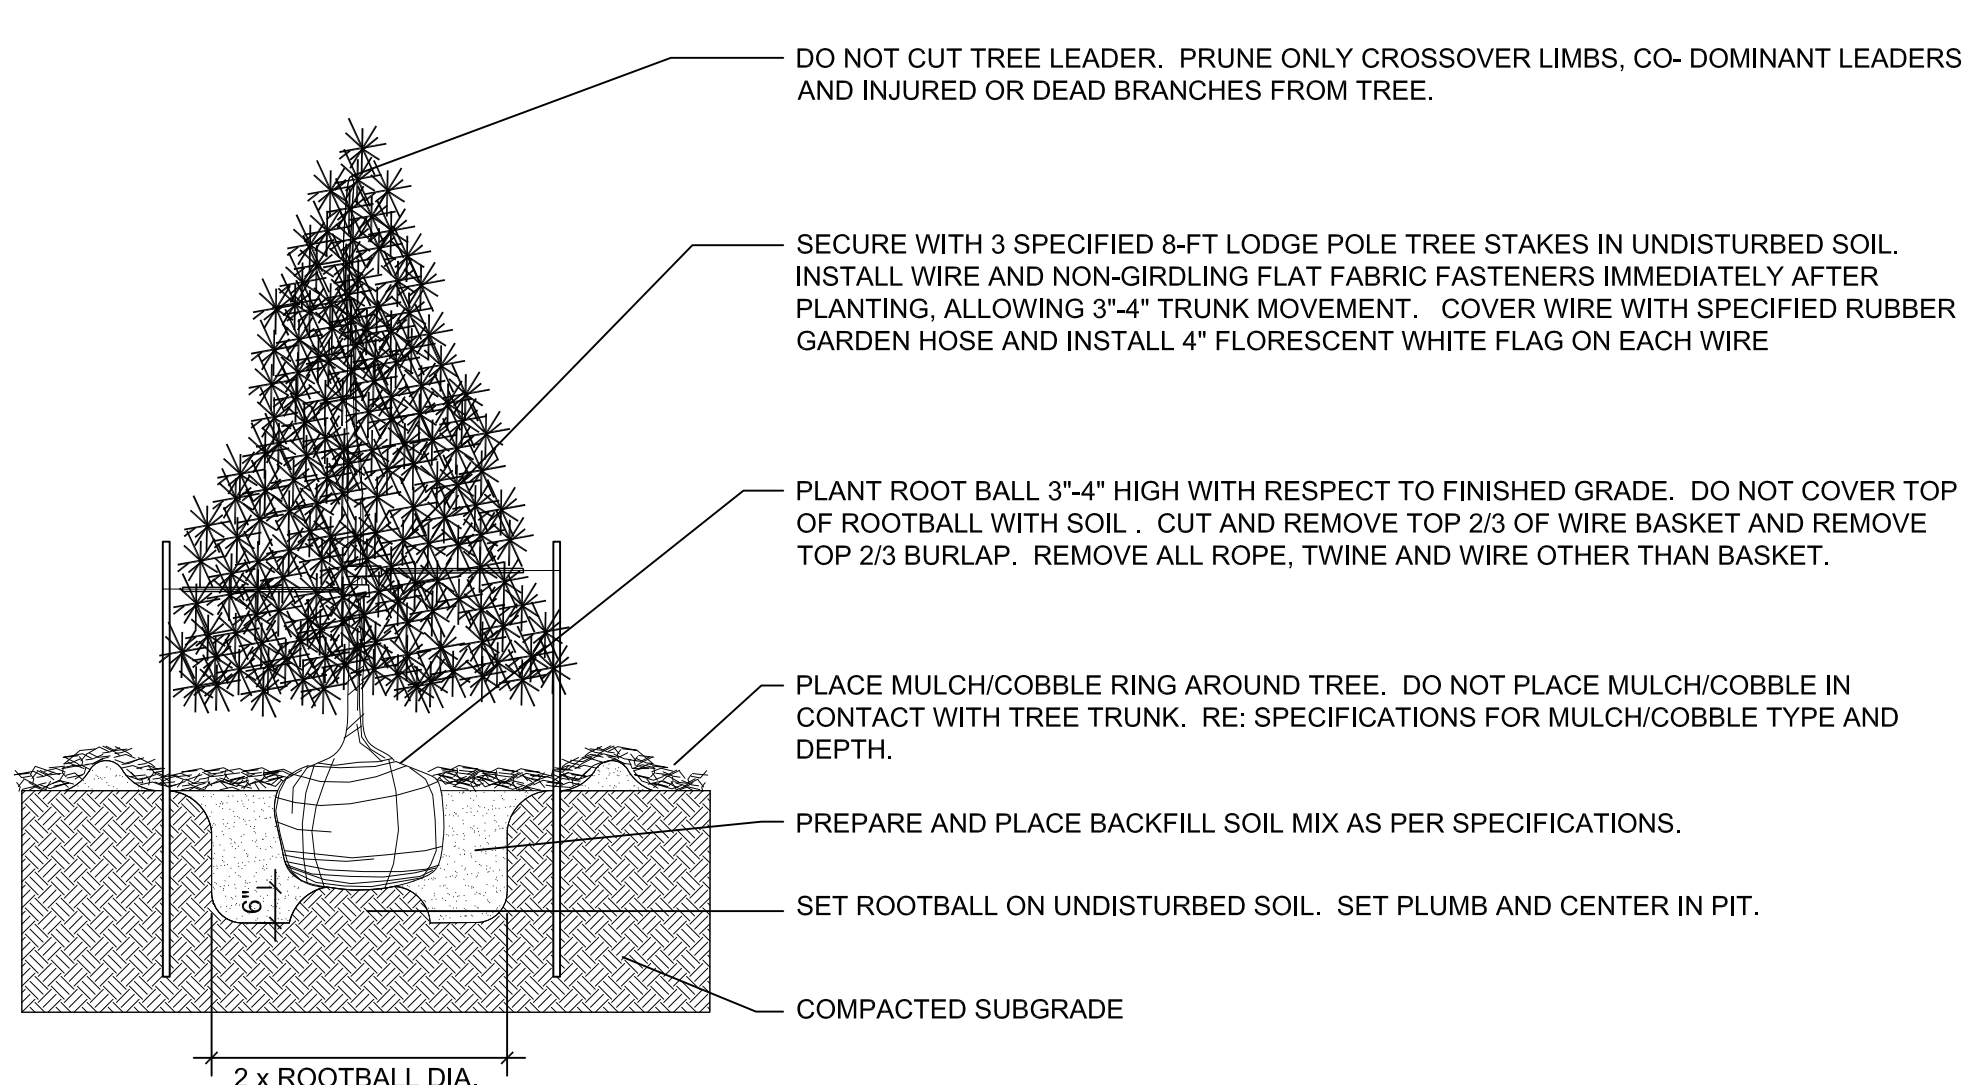 DO NOT CUT TREE LEADER. PRUNE ONLY CROSSOVER LIMBS, CO- DOMINANT LEADERS
AND INJURED OR DEAD BRANCHES FROM TREE.
SECURE WITH 3 SPECIFIED 8-FT LODGE POLE TREE STAKES IN UNDISTURBED SOIL.
INSTALL WIRE AND NON-GIRDLING FLAT FABRIC FASTENERS IMMEDIATELY AFTER
PLANTING, ALLOWING 3"-4" TRUNK MOVEMENT. COVER WIRE WITH SPECIFIED RUBBER
GARDEN HOSE AND INSTALL 4" FLORESCENT WHITE FLAG ON EACH WIRE
PLANT ROOT BALL 3"-4" HIGH WITH RESPECT TO FINISHED GRADE. DO NOT COVER TOP
OF ROOTBALL WITH SOIL . CUT AND REMOVE TOP 2/3 OF WIRE BASKET AND REMOVE
TOP 2/3 BURLAP. REMOVE ALL ROPE, TWINE AND WIRE OTHER THAN BASKET.
PLACE MULCH/COBBLE RING AROUND TREE. DO NOT PLACE MULCH/COBBLE IN
CONTACT WITH TREE TRUNK. RE: SPECIFICATIONS FOR MULCH/COBBLE TYPE AND
DEPTH.
PREPARE AND PLACE BACKFILL SOIL MIX AS PER SPECIFICATIONS.
6"
SET ROOTBALL ON UNDISTURBED SOIL. SET PLUMB AND CENTER IN PIT.
COMPACTED SUBGRADE
2 x ROOTBALL DIA.